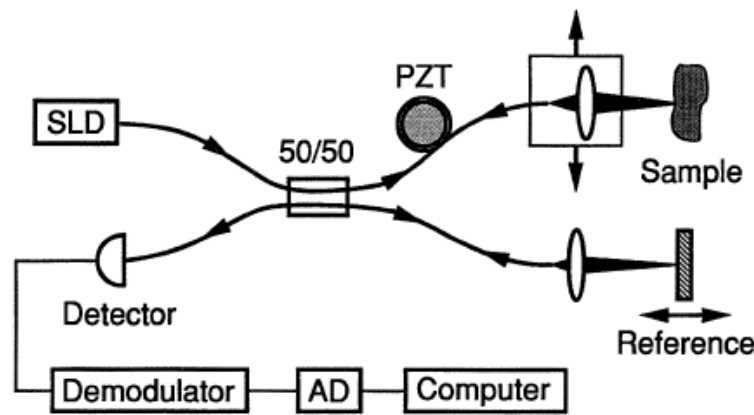 PZT
SLD
50/50
Sample
Detector
Reference
Demodulator
AD
Computer